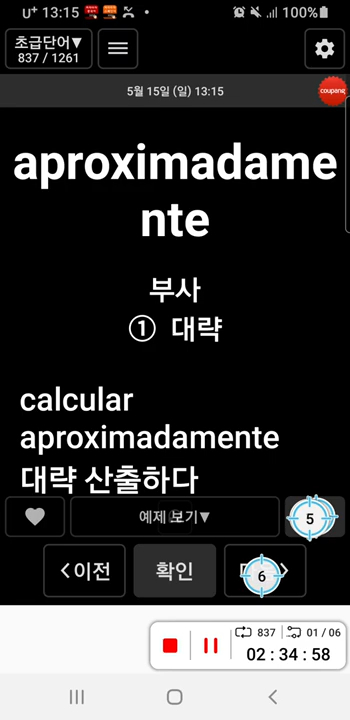 U+ 13:15 100%
초급단어▼
837 / 1261
5월 15일 (일) 13:15
coupang
aproximadame
nte
부사
① 대략
calcular
aproximadamente
대략 산출하다
예제 보기▼
5
<이전
확인
6
>
837 01 / 06
02 : 34 : 58